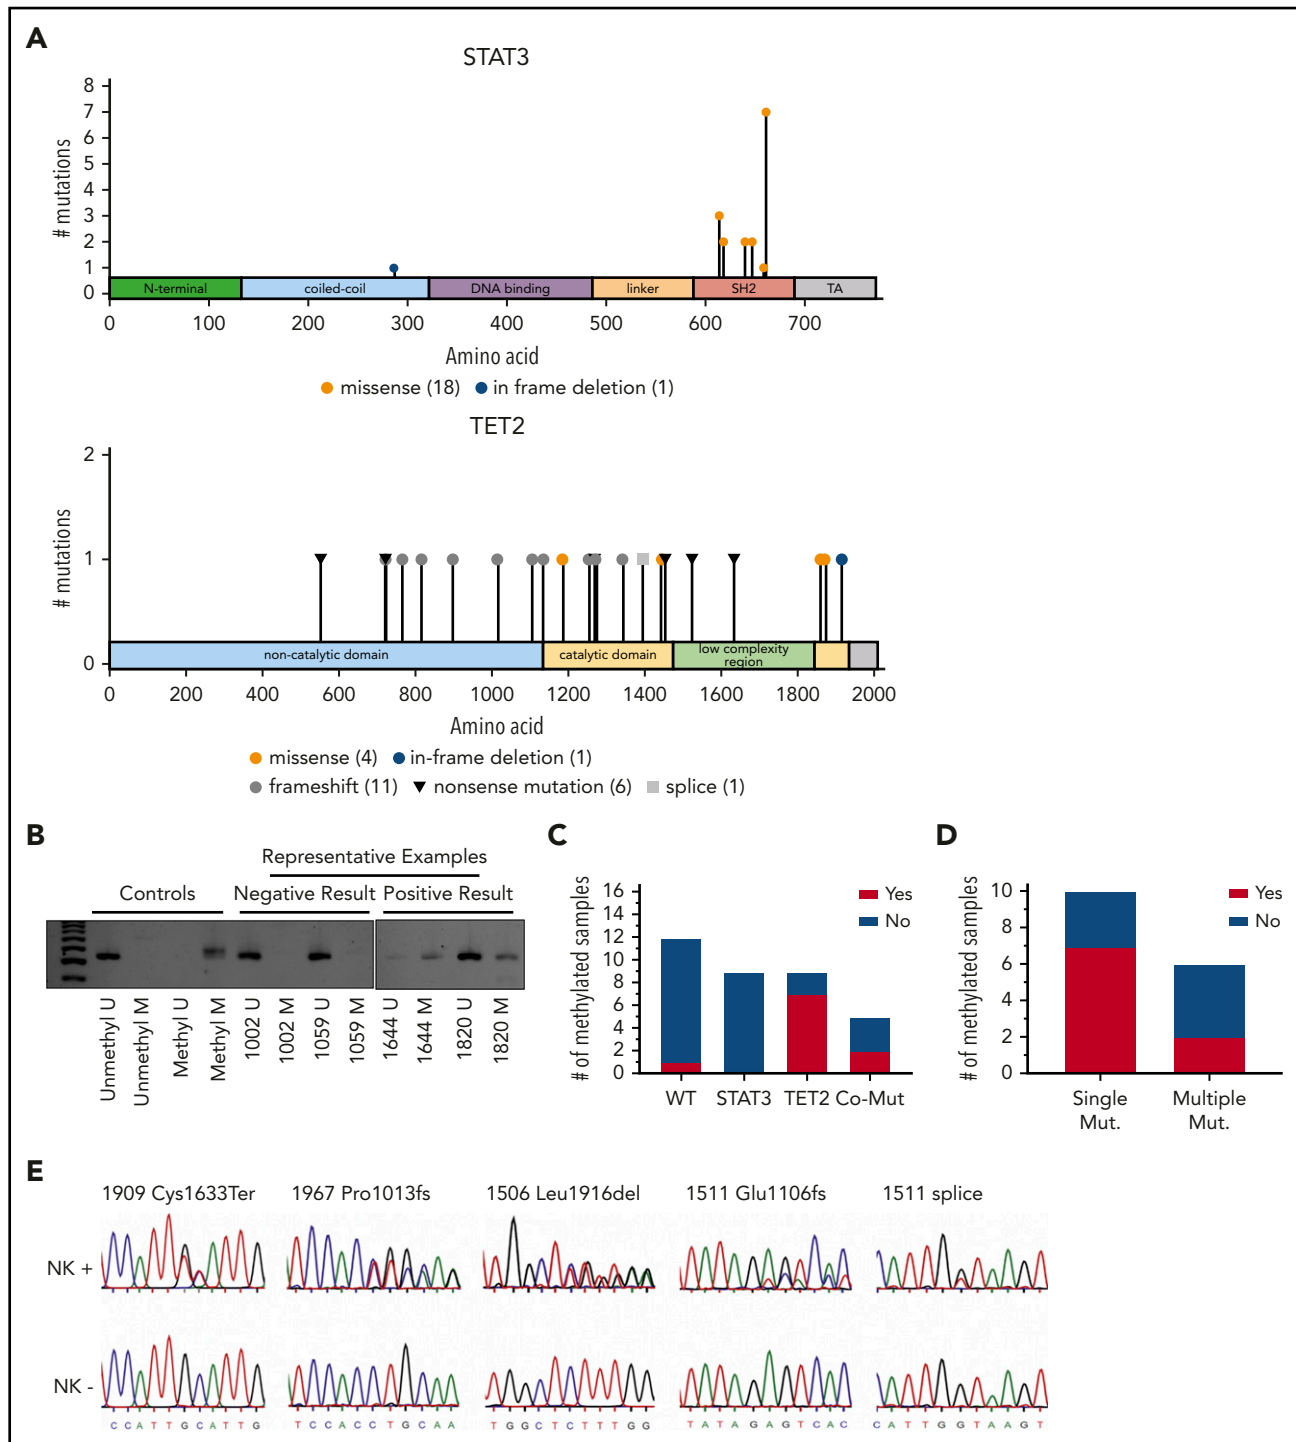 A
STAT3
8
7
6
5
4
3
2
1
0
# mutations
N-terminal coiled-coil DNA binding linker SH2 TA
0 100 200 300 400 500 600 700
Amino acid
missense (18) in frame deletion (1)
TET2
2
1
0
# mutations
non-catalytic domain catalytic domain low complexity
region
0 200 400 600 800 1000 1200 1400 1600 1800 2000
Amino acid
missense (4) in-frame deletion (1)
frameshift (11) nonsense mutation (6) splice (1)
B
Representative Examples
Controls Negative Result Positive Result
Unmethyl U
Unmethyl M
Methyl U
Methyl M
1002 U
1002 M
1059 U
1059 M
1644 U
1644 M
1820 U
1820 M
C
# of methylated samples
16
14
12
10
8
6
4
2
0
Yes
No
WT STAT3 TET2 Co-Mut
D
# of methylated samples
10
8
6
4
2
0
Yes
No
Single Multiple
Mut. Mut.
E
1909 Cys1633Ter 1967 Pro1013fs 1506 Leu1916del 1511 Glu1106fs 1511 splice
NK +
NK -
C C A T T G C A T T G T C C A C C T G C A A T G G C T C T T T G G T A T A G A G T C A C C A T T G G T A A G T